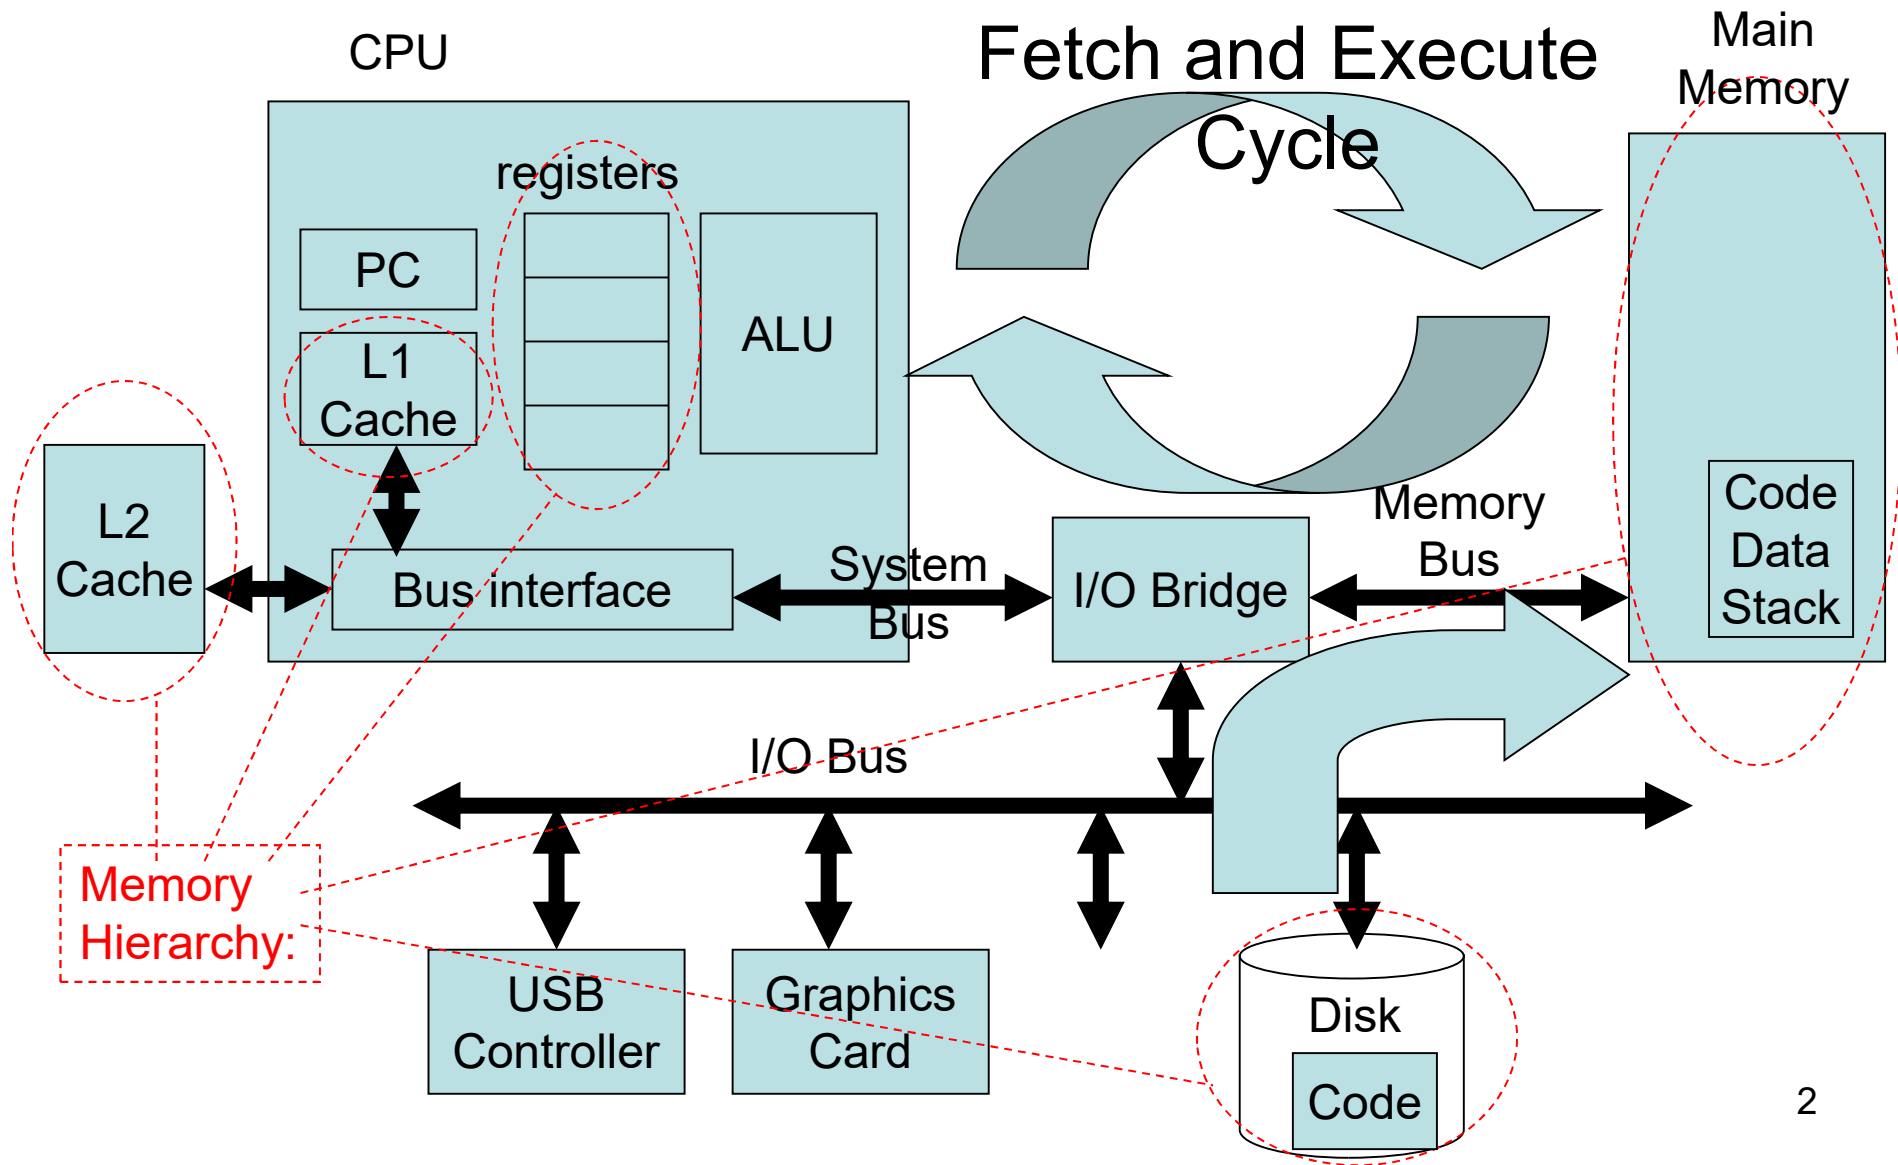 CPU
Fetch and Execute
Cycle
Main
Memory
registers
PC
ALU
L1
Cache
L2
Cache
Bus interface
System
Bus
I/O Bridge
Memory
Bus
Code
Data
Stack
I/O Bus
Memory
Hierarchy:
USB
Controller
Graphics
Card
Disk
Code
2